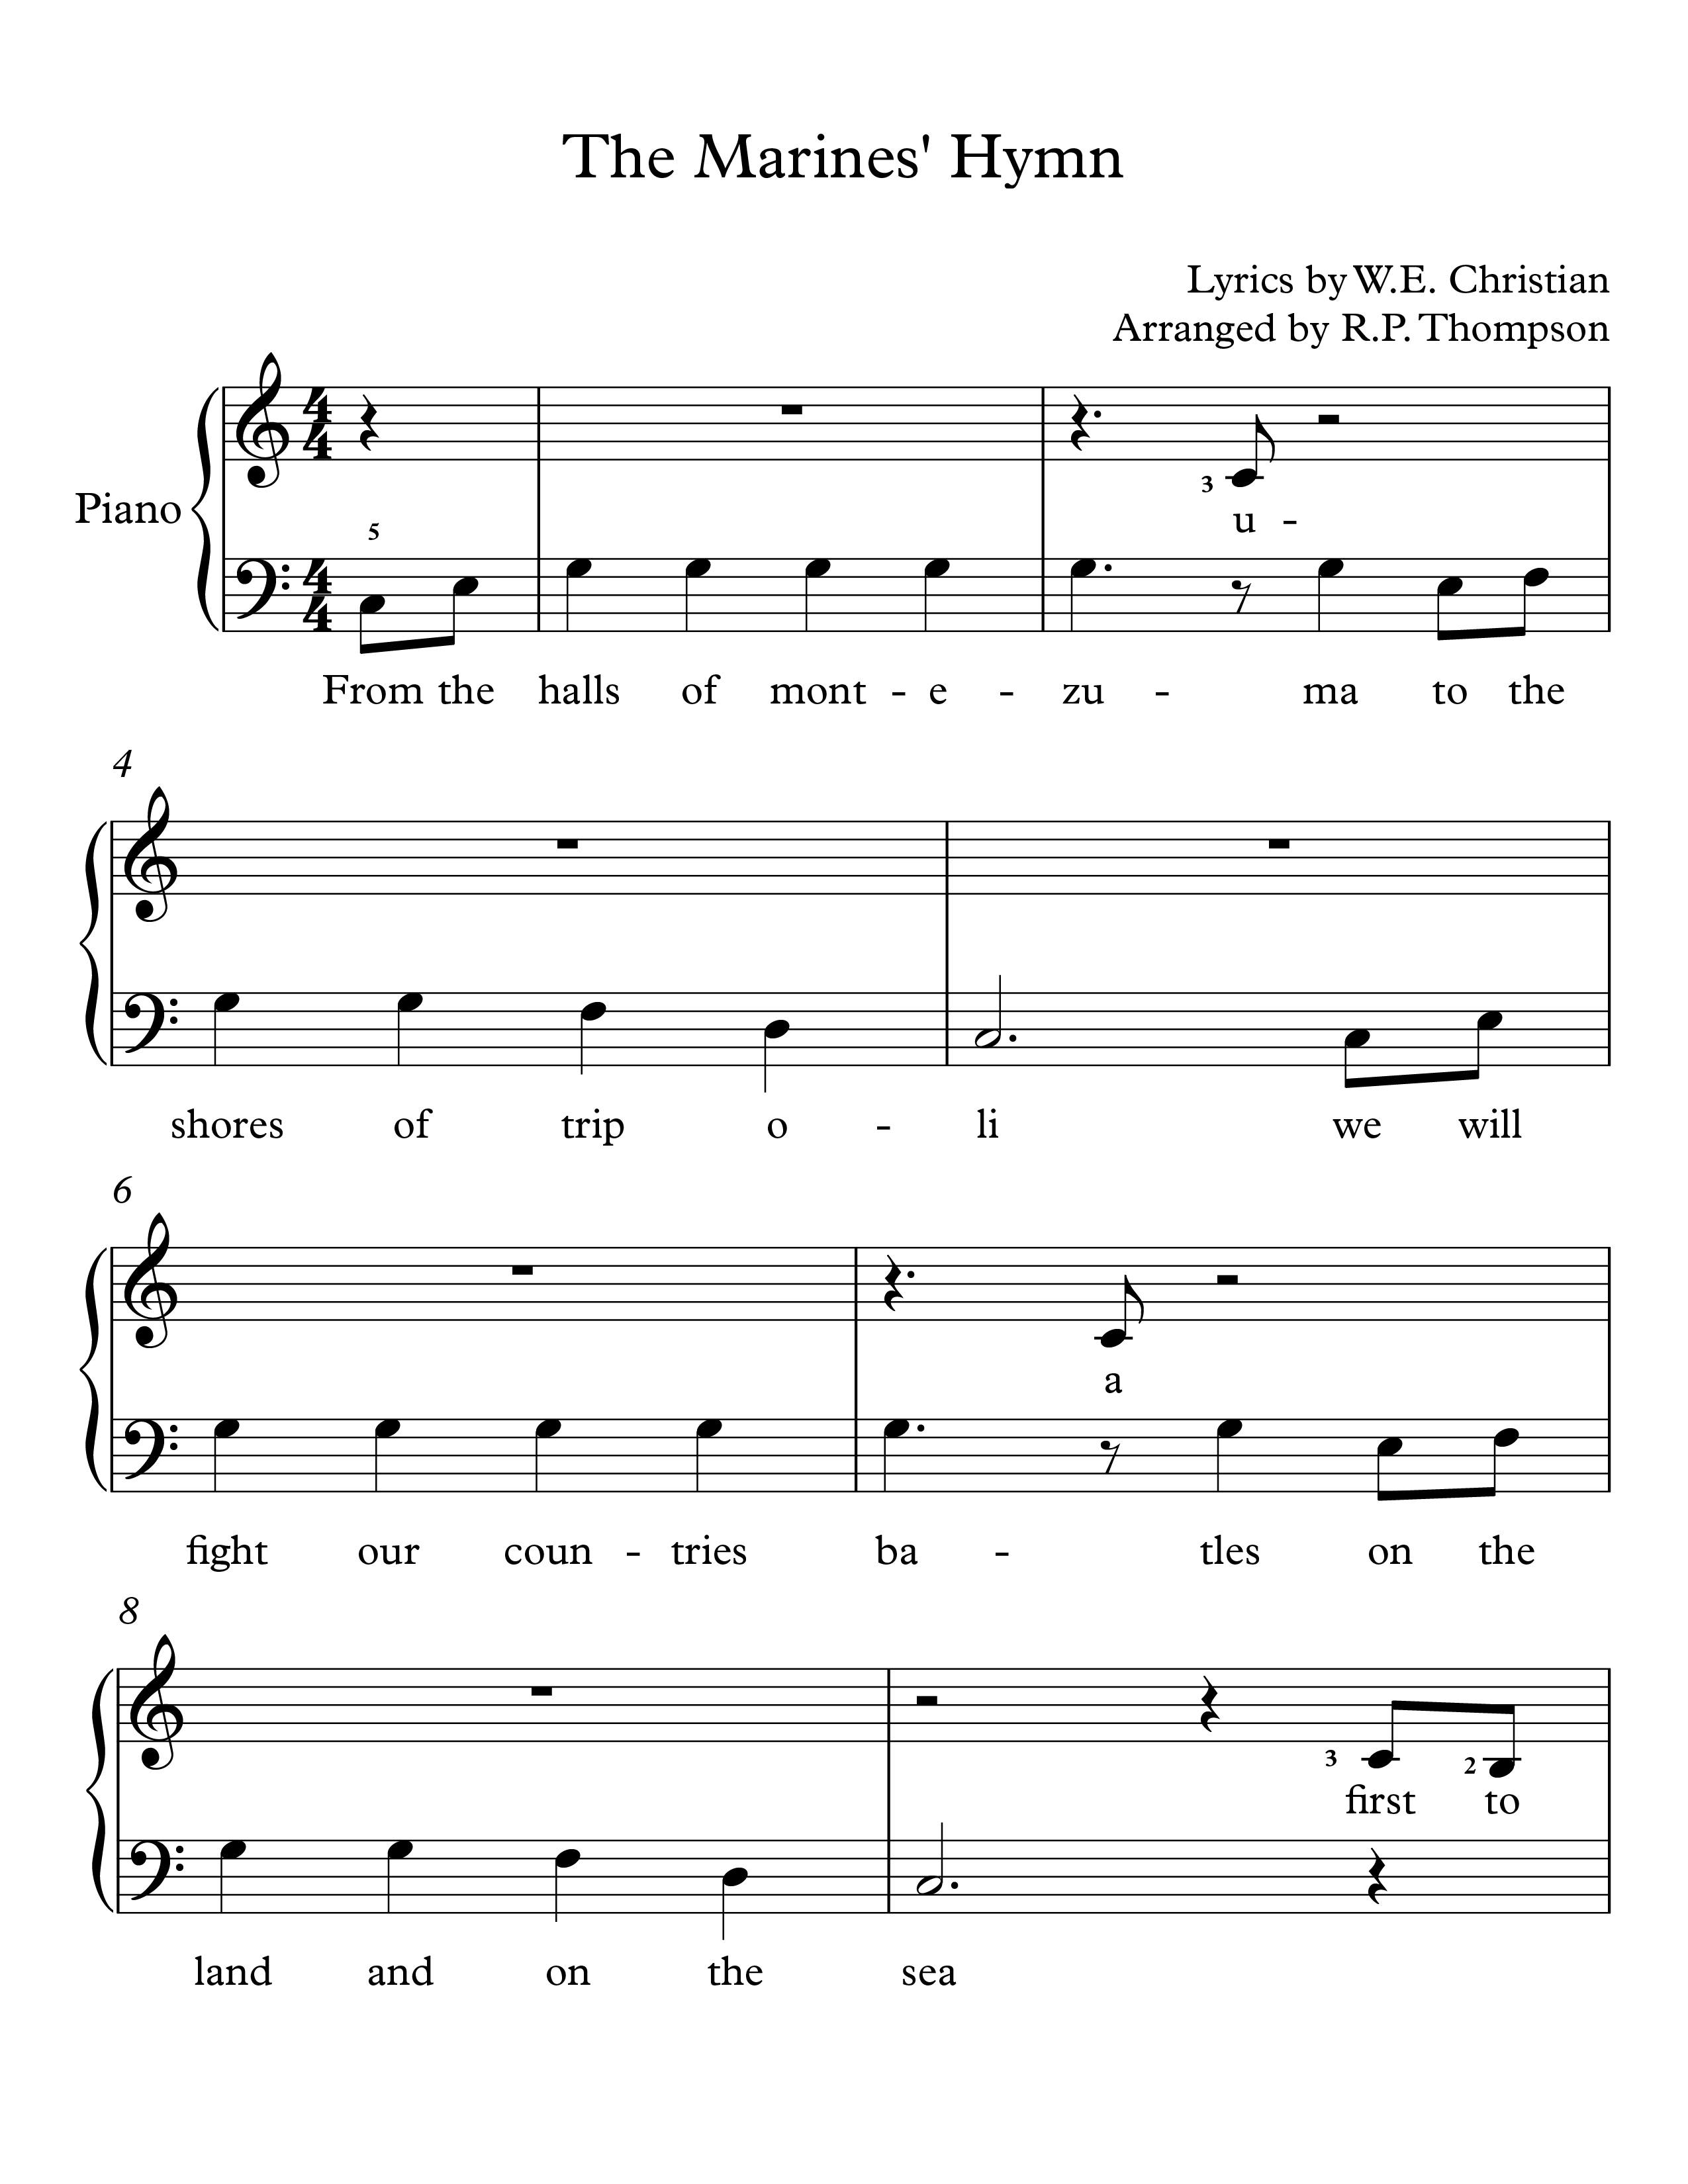 The Marines' Hymn
Lyrics by W.E. Christian
Arranged by R.P. Thompson
4 4
Piano
3
u -
5
4 4
From the halls of mont - e - zu - ma to the
4
shores of trip o - li we will
6
a
fight our coun - tries ba - tles on the
8
3 2
first to
land and on the sea